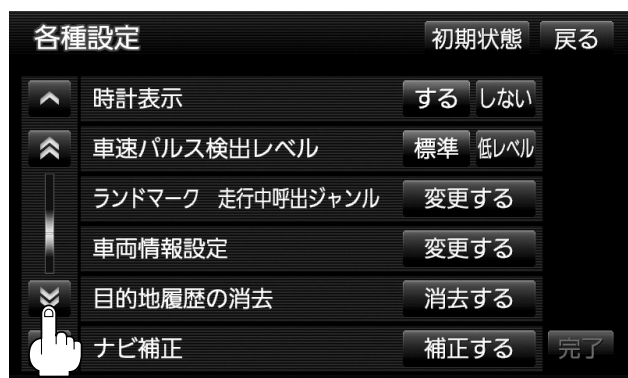 各種設定 初期状態 戻る
時計表示 する しない
車速パルス検出レベル 標準 低レベル
ランドマーク 走行中呼出ジャンル 変更する
車両情報設定 変更する
目的地履歴の消去 消去する
ナビ補正 補正する 完了